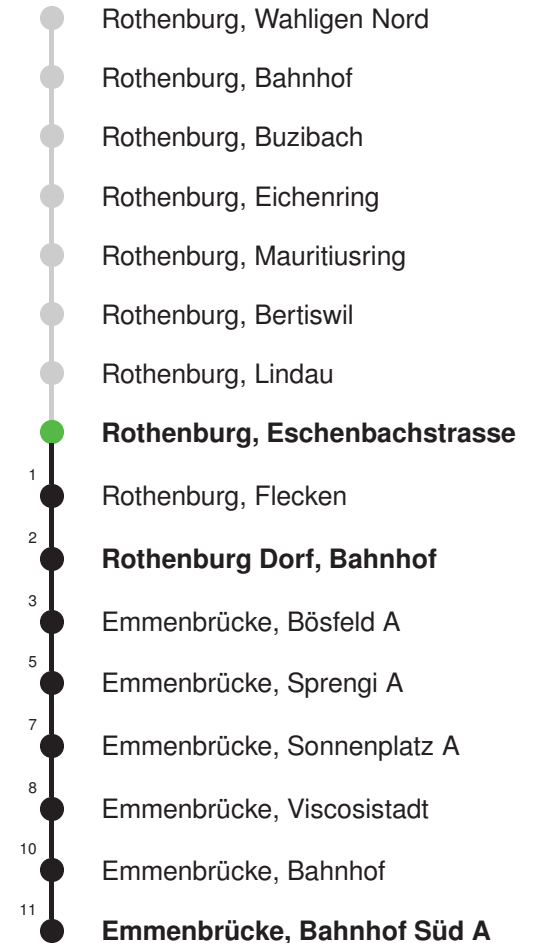 Rothenburg, Wahligen Nord
Rothenburg, Bahnhof
Rothenburg, Buzibach
Rothenburg, Eichenring
Rothenburg, Mauritiusring
Rothenburg, Bertiswil
Rothenburg, Lindau
Rothenburg, Eschenbachstrasse
1 Rothenburg, Flecken
2 Rothenburg Dorf, Bahnhof
3 Emmenbrücke, Bösfeld A
5 Emmenbrücke, Sprengi A
7 Emmenbrücke, Sonnenplatz A
8 Emmenbrücke, Viscosistadt
10 Emmenbrücke, Bahnhof
11 Emmenbrücke, Bahnhof Süd A